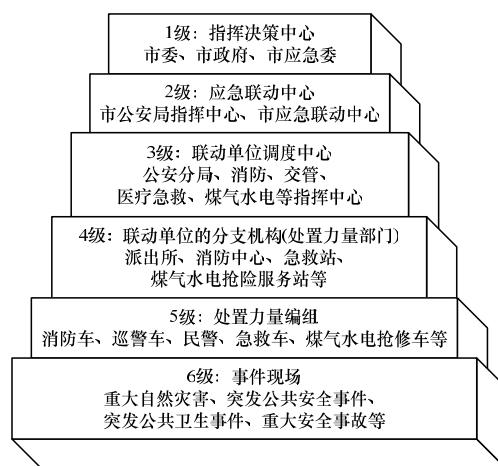 1级：指挥决策中心
市委、市政府、市应急委
2级：应急联动中心
市公安局指挥中心、市应急联动中心
3级：联动单位调度中心
公安分局、消防、交管、
医疗急救、煤气水电等指挥中心
4级：联动单位的分支机构(处置力量部门)
派出所、消防中心、急救站、
煤气水电抢险服务站等
5级：处置力量编组
消防车、巡警车、民警、急救车、煤气水电抢修车等
6级：事件现场
重大自然灾害、突发公共安全事件、
突发公共卫生事件、重大安全事故等